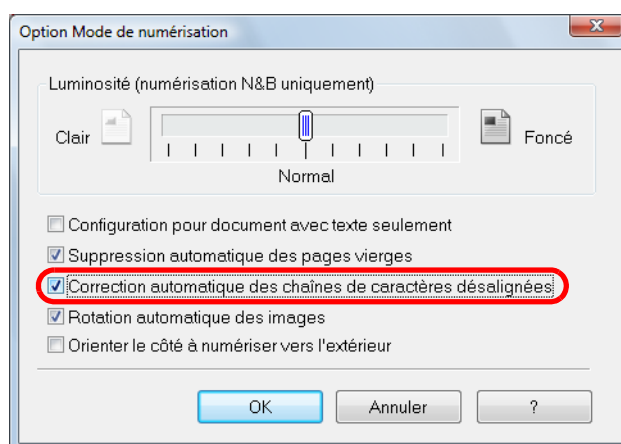 Option Mode de numérisation
Luminosité (numérisation N&B uniquement)
Clair
Foncé
Normal
Configuration pour document avec texte seulement
Suppression automatique des pages vierges
Correction automatique des chaînes de caractères désalignées
Rotation automatique des images
Orienter le côté à numériser vers l'extérieur
OK
Annuler
?